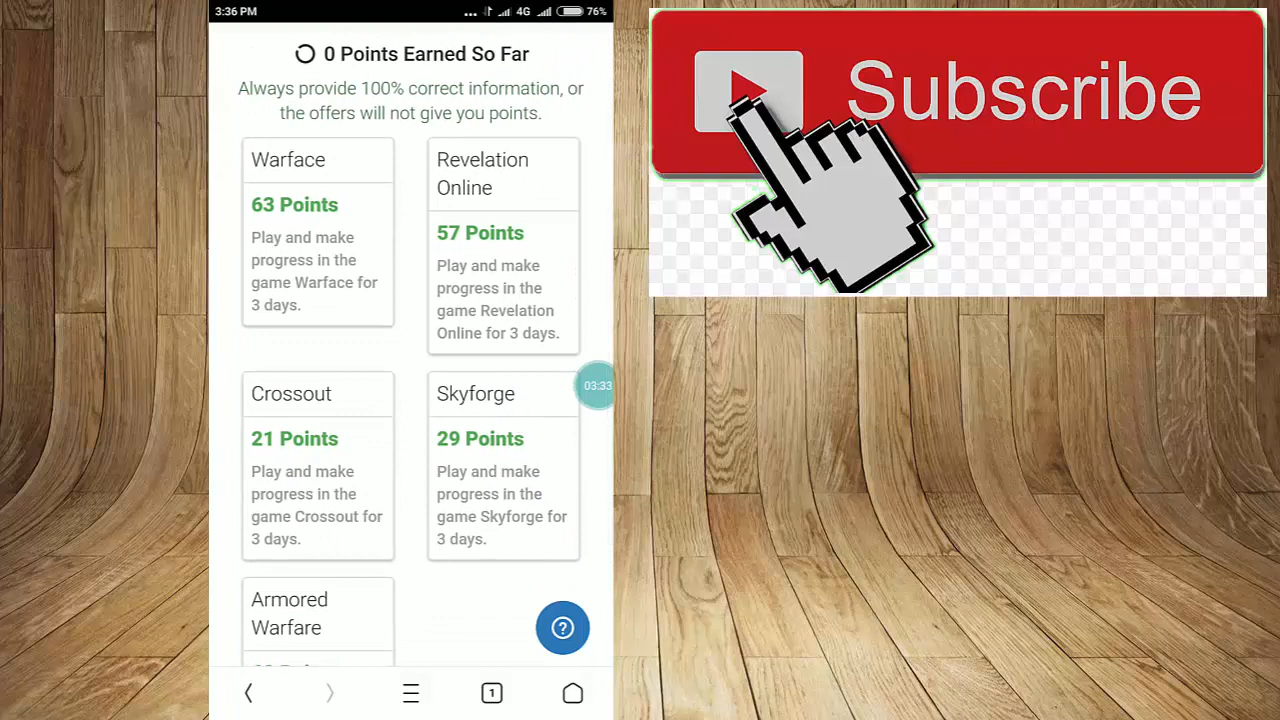 3:36 PM
4G
76%
0 Points Earned So Far
Always provide 100% correct information, or
the offers will not give you points.
Warface
63 Points
Play and make
progress in the
game Warface for
3 days.
Revelation
Online
57 Points
Play and make
progress in the
game Revelation
Online for 3 days.
Crossout
21 Points
Play and make
progress in the
game Crossout for
3 days.
Skyforge
29 Points
Play and make
progress in the
game Skyforge for
3 days.
03:33
Armored
Warfare
1
Subscribe